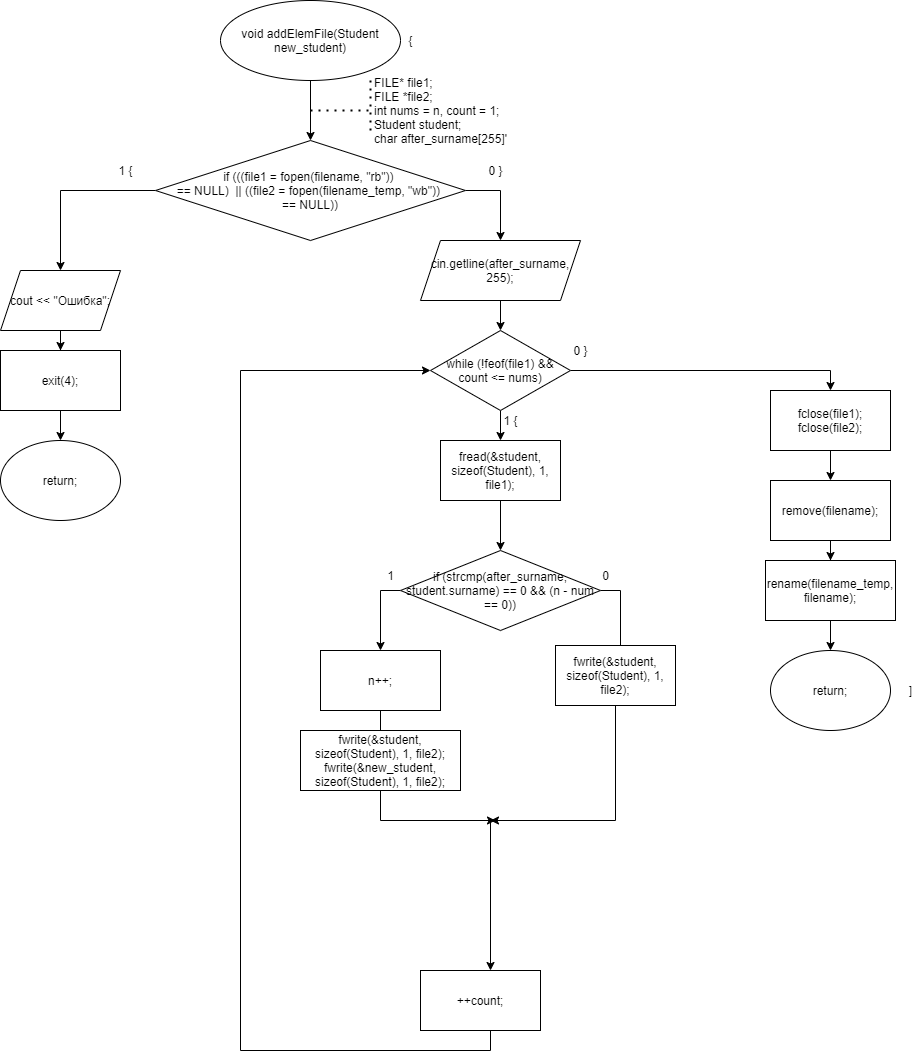 void addElemFile(Student
new_student)
{
FILE* file1;
FILE *file2;
int nums = n, count = 1;
Student student;
char after_surname[255]'
1 {
if (((file1 = fopen(filename, "rb"))
== NULL) || ((file2 = fopen(filename_temp, "wb"))
== NULL))
0 }
cin.getline(after_surname,
255);
cout << "Ошибка";
exit(4);
return;
while (!feof(file1) &&
count <= nums)
0 }
1 {
fread(&student,
sizeof(Student), 1,
file1);
1
if (strcmp(after_surname,
student.surname) == 0 && (n - num
== 0))
0
n++;
fwrite(&student,
sizeof(Student), 1, file2);
fwrite(&new_student,
sizeof(Student), 1, file2);
fwrite(&student,
sizeof(Student), 1,
file2);
++count;
fclose(file1);
fclose(file2);
remove(filename);
rename(filename_temp,
filename);
return;
]